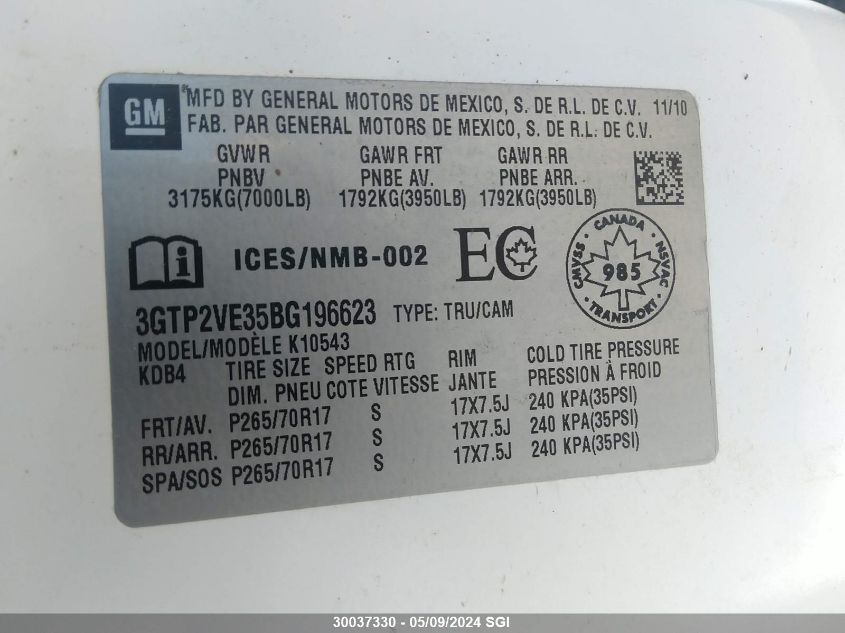 GM
MFD BY GENERAL MOTORS DE MEXICO, S. DE R.L. DE C.V. 11/10
FAB. PAR GENERAL MOTORS DE MEXICO, S. DE R.L. DE C.V.
GVWR GAWR FRT GAWR RR
PNBV PNBE AV. PNBE ARR.
3175KG(7000LB) 1792KG(3950LB) 1792KG(3950LB)
ICES/NMB-002 EC
CANADA
CMVSS 985 NSVAC
TRANSPORT
3GTP2VE35BG196623 TYPE: TRU/CAM
MODEL/MODÈLE K10543
KDB4 TIRE SIZE SPEED RTG RIM COLD TIRE PRESSURE
DIM. PNEU COTE VITESSE JANTE PRESSION À FROID
FRT/AV. P265/70R17 S 17X7.5J 240 KPA(35PSI)
RR/ARR. P265/70R17 S 17X7.5J 240 KPA(35PSI)
SPA/SOS P265/70R17 S 17X7.5J 240 KPA(35PSI)
30037330 - 05/09/2024 SGI